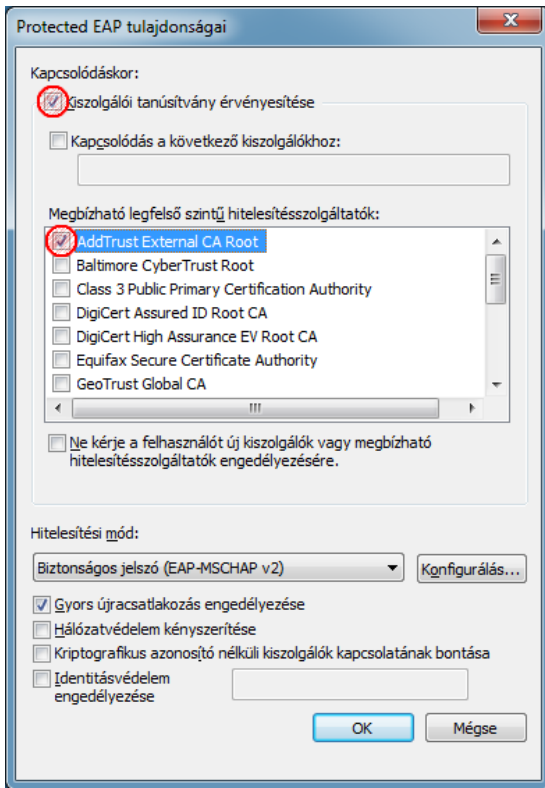 Protected EAP tulajdonságai
Kapcsolódáskor:
Kiszolgálói tanúsítvány érvényesítése
Kapcsolódás a következő kiszolgálókhoz:
Megbízható legfelső szintű hitelesítésszolgáltatók:
AddTrust External CA Root
Baltimore CyberTrust Root
Class 3 Public Primary Certification Authority
DigiCert Assured ID Root CA
DigiCert High Assurance EV Root CA
Equifax Secure Certificate Authority
GeoTrust Global CA
Ne kérje a felhasználót új kiszolgálók vagy megbízható
hitelesítésszolgáltatók engedélyezésére.
Hitelesítési mód:
Biztonságos jelszó (EAP-MSCHAP v2)
Konfigurálás...
Gyors újracsatlakozás engedélyezése
Hálózatvédelem kényszerítése
Kriptografikus azonosító nélküli kiszolgálók kapcsolatának bontása
Identitásvédelem
engedélyezése
OK
Mégse